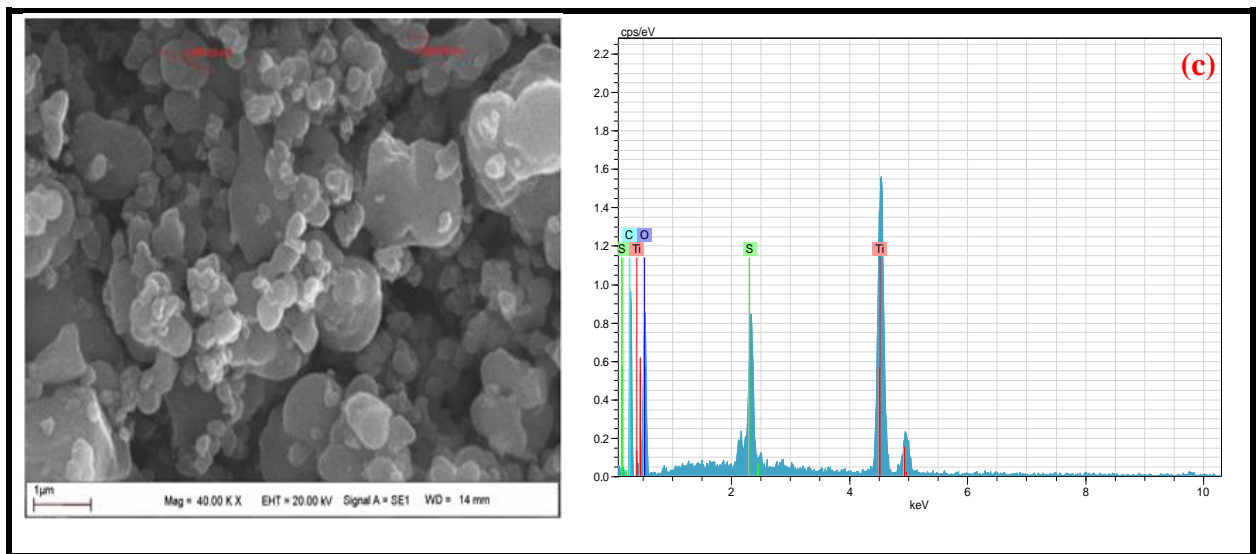 1µm
Mag = 40.00 K X EHT = 20.00 kV Signal A = SE1 WD = 14 mm
cps/eV
(c)
2.2
2.0
1.8
1.6
1.4
1.2
1.0
0.8
0.6
0.4
0.2
0.0
C O
S Ti
S
Ti
2 4 6 8 10
keV